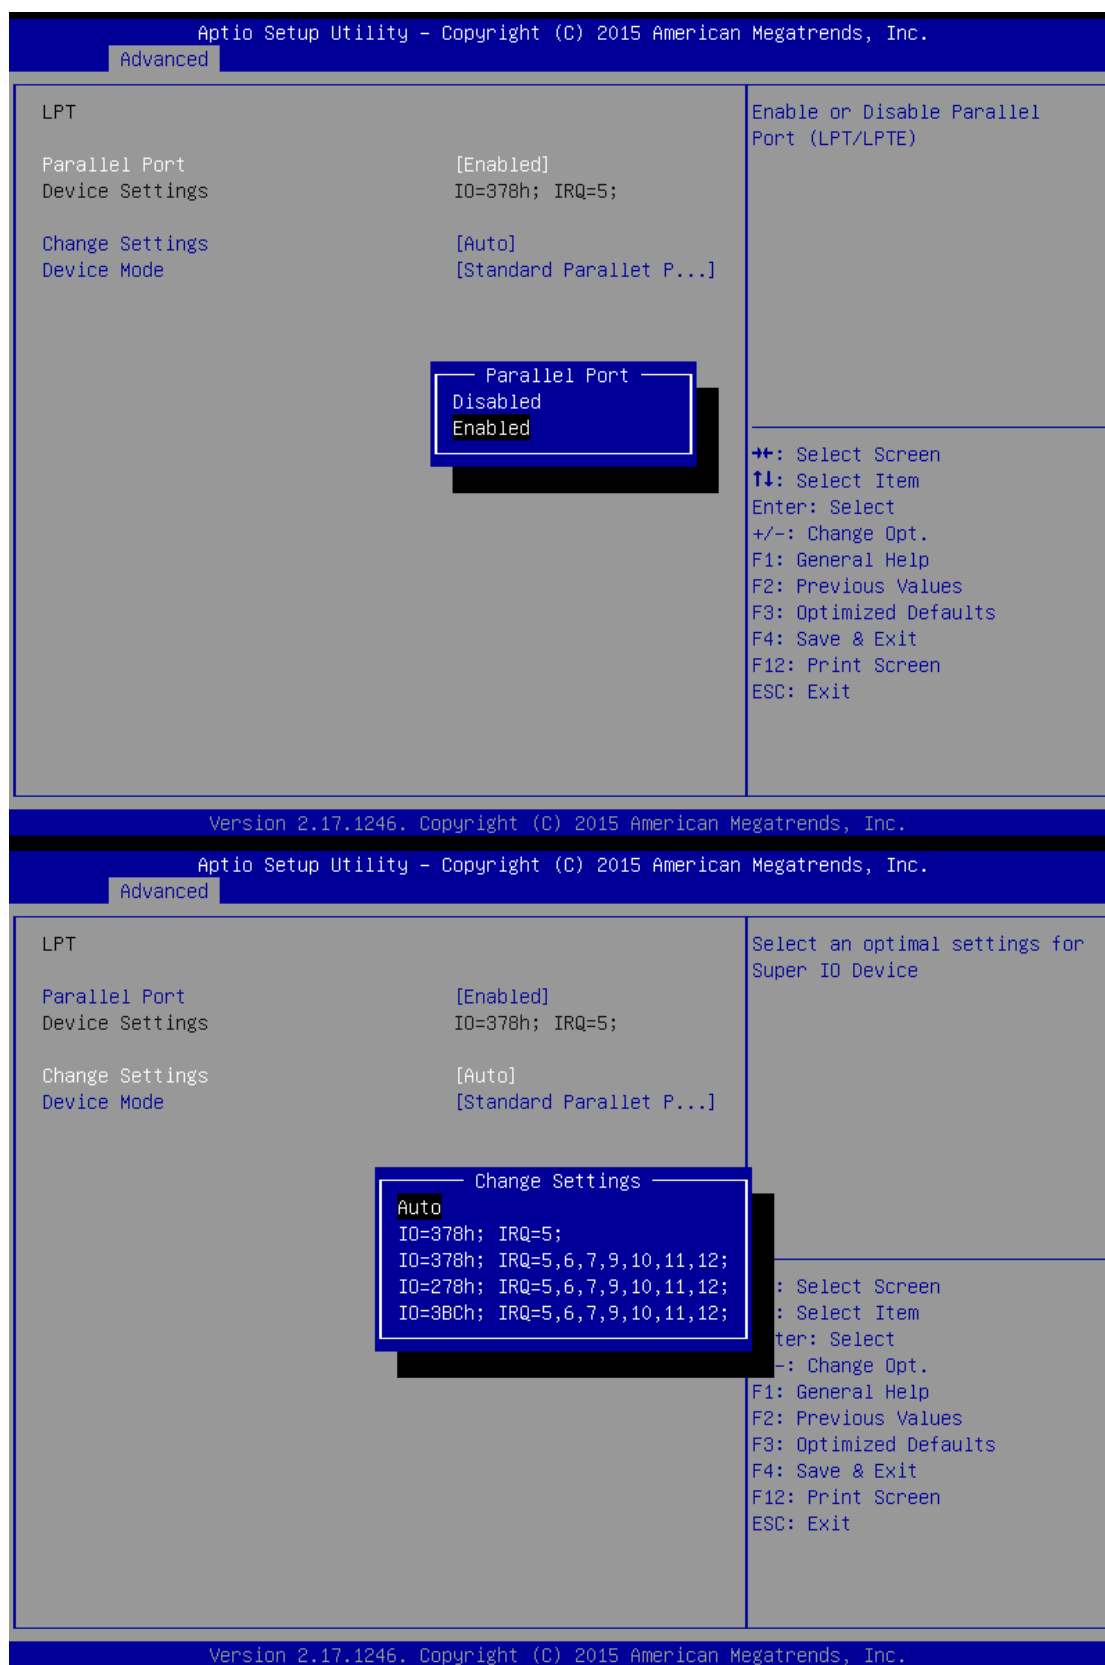 Aptio Setup Utility – Copyright (C) 2015 American Megatrends, Inc.
Advanced
LPT
Parallel Port [Enabled]
Device Settings IO=378h; IRQ=5;
Change Settings [Auto]
Device Mode [Standard Parallet P...]
Enable or Disable Parallel
Port (LPT/LPTE)
Parallel Port
Disabled
Enabled
→←: Select Screen
↑↓: Select Item
Enter: Select
+/-: Change Opt.
F1: General Help
F2: Previous Values
F3: Optimized Defaults
F4: Save & Exit
F12: Print Screen
ESC: Exit
Version 2.17.1246. Copyright (C) 2015 American Megatrends, Inc.
Aptio Setup Utility – Copyright (C) 2015 American Megatrends, Inc.
Advanced
LPT
Parallel Port [Enabled]
Device Settings IO=378h; IRQ=5;
Change Settings [Auto]
Device Mode [Standard Parallet P...]
Select an optimal settings for
Super IO Device
Change Settings
Auto
IO=378h; IRQ=5;
IO=378h; IRQ=5,6,7,9,10,11,12;
IO=278h; IRQ=5,6,7,9,10,11,12;
IO=3BCh; IRQ=5,6,7,9,10,11,12;
: Select Screen
: Select Item
ter: Select
-: Change Opt.
F1: General Help
F2: Previous Values
F3: Optimized Defaults
F4: Save & Exit
F12: Print Screen
ESC: Exit
Version 2.17.1246. Copyright (C) 2015 American Megatrends, Inc.